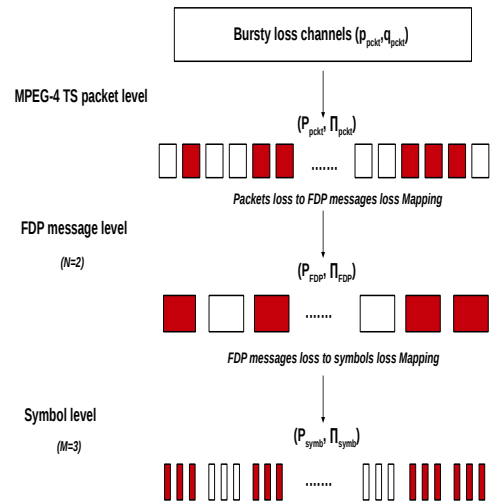 Bursty loss channels (p_pckt,q_pckt)
MPEG-4 TS packet level
(P_pckt, Π_pckt)
.......
Packets loss to FDP messages loss Mapping
FDP message level
(N=2)
(P_FDP, Π_FDP)
.......
FDP messages loss to symbols loss Mapping
Symbol level
(M=3)
(P_symb, Π_symb)
.......